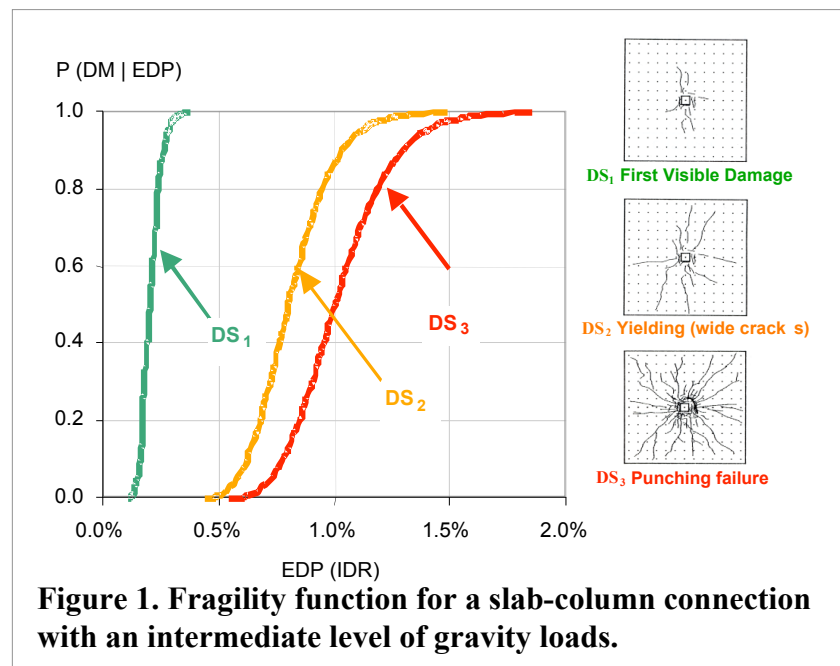 P (DM | EDP)
1.0
0.8
0.6
0.4
0.2
0.0
0.0%
0.5%
1.0%
1.5%
2.0%
EDP (IDR)
DS1
DS2
DS3
DS1 First Visible Damage
DS2 Yielding (wide crack s)
DS3 Punching failure
Figure 1. Fragility function for a slab-column connection
with an intermediate level of gravity loads.